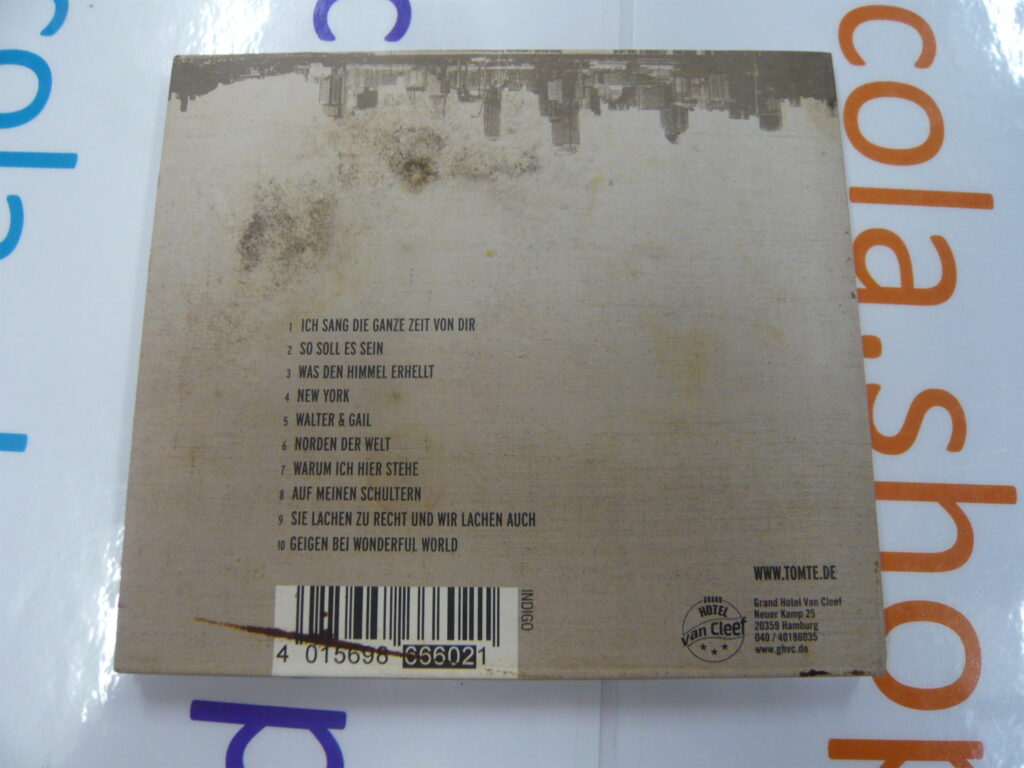 1 ICH SANG DIE GANZE ZEIT VON DIR
2 SO SOLL ES SEIN
3 WAS DEN HIMMEL ERHELLT
4 NEW YORK
5 WALTER & GAIL
6 NORDEN DER WELT
7 WARUM ICH HIER STEHE
8 AUF MEINEN SCHULTERN
9 SIE LACHEN ZU RECHT UND WIR LACHEN AUCH
10 GEIGEN BEI WONDERFUL WORLD
INDIGO
4 015698 666021
GRAND
HOTEL
van Cleef
WWW.TOMTE.DE
Grand Hotel Van Cleef
Neuer Kamp 25
20359 Hamburg
040 / 40186035
www.ghvc.de
cola.shop